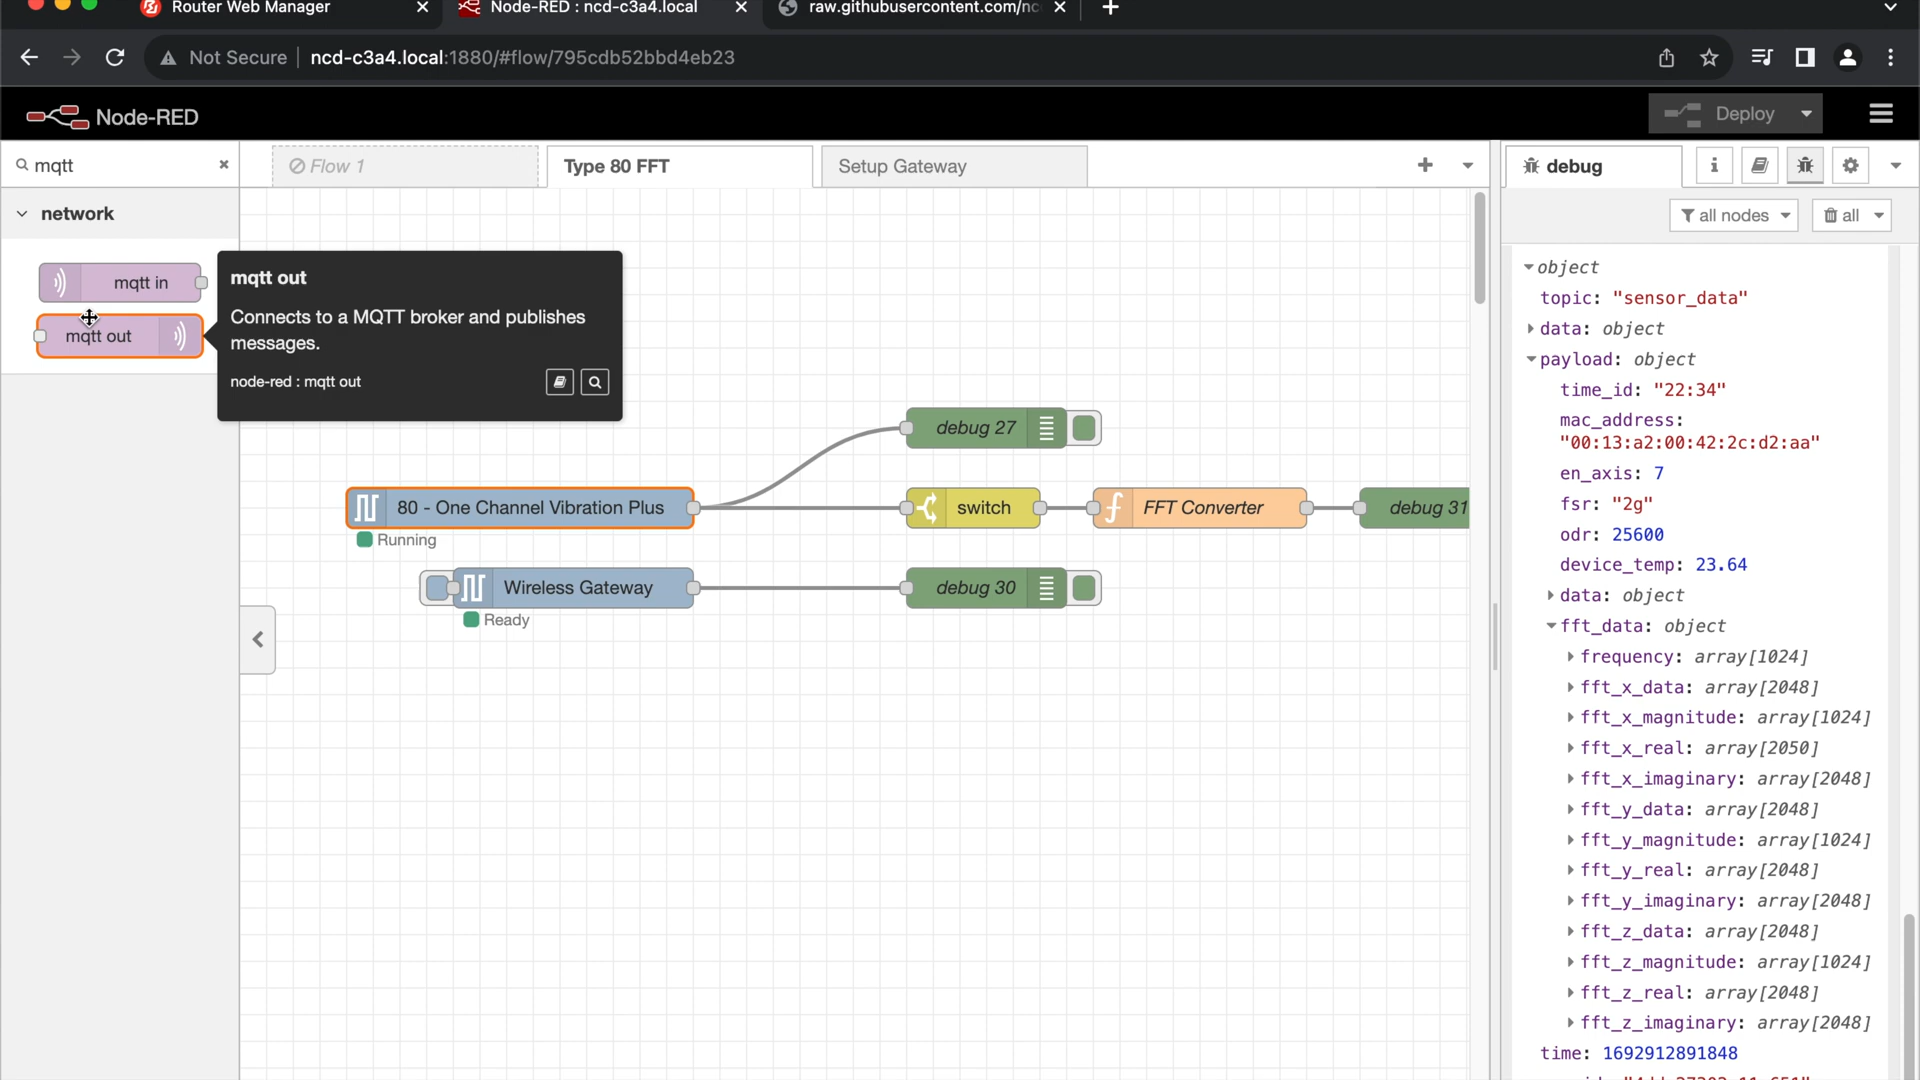 Router Web Manager
Node-RED : ncd-c3a4.local
raw.githubusercontent.com/nc
Not Secure
ncd-c3a4.local:1880/#flow/795cdb52bbd4eb23
Node-RED
Deploy
mqtt
Flow 1
Type 80 FFT
Setup Gateway
debug
all nodes
all
network
mqtt in
mqtt out
mqtt out
Connects to a MQTT broker and publishes
messages.
node-red : mqtt out
debug 27
80 - One Channel Vibration Plus
switch
FFT Converter
debug 31
Running
Wireless Gateway
debug 30
Ready
object
topic: "sensor_data"
data: object
payload: object
time_id: "22:34"
mac_address:
"00:13:a2:00:42:2c:d2:aa"
en_axis: 7
fsr: "2g"
odr: 25600
device_temp: 23.64
data: object
fft_data: object
frequency: array[1024]
fft_x_data: array[2048]
fft_x_magnitude: array[1024]
fft_x_real: array[2050]
fft_x_imaginary: array[2048]
fft_y_data: array[2048]
fft_y_magnitude: array[1024]
fft_y_real: array[2048]
fft_y_imaginary: array[2048]
fft_z_data: array[2048]
fft_z_magnitude: array[1024]
fft_z_real: array[2048]
fft_z_imaginary: array[2048]
time: 1692912891848